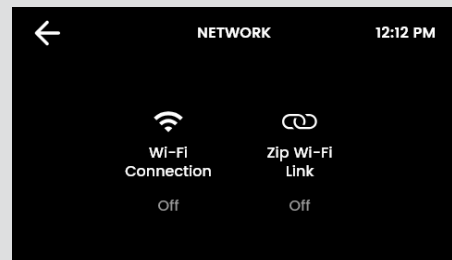 NETWORK 12:12 PM
Wi-Fi Connection
Zip Wi-Fi Link
Off
Off